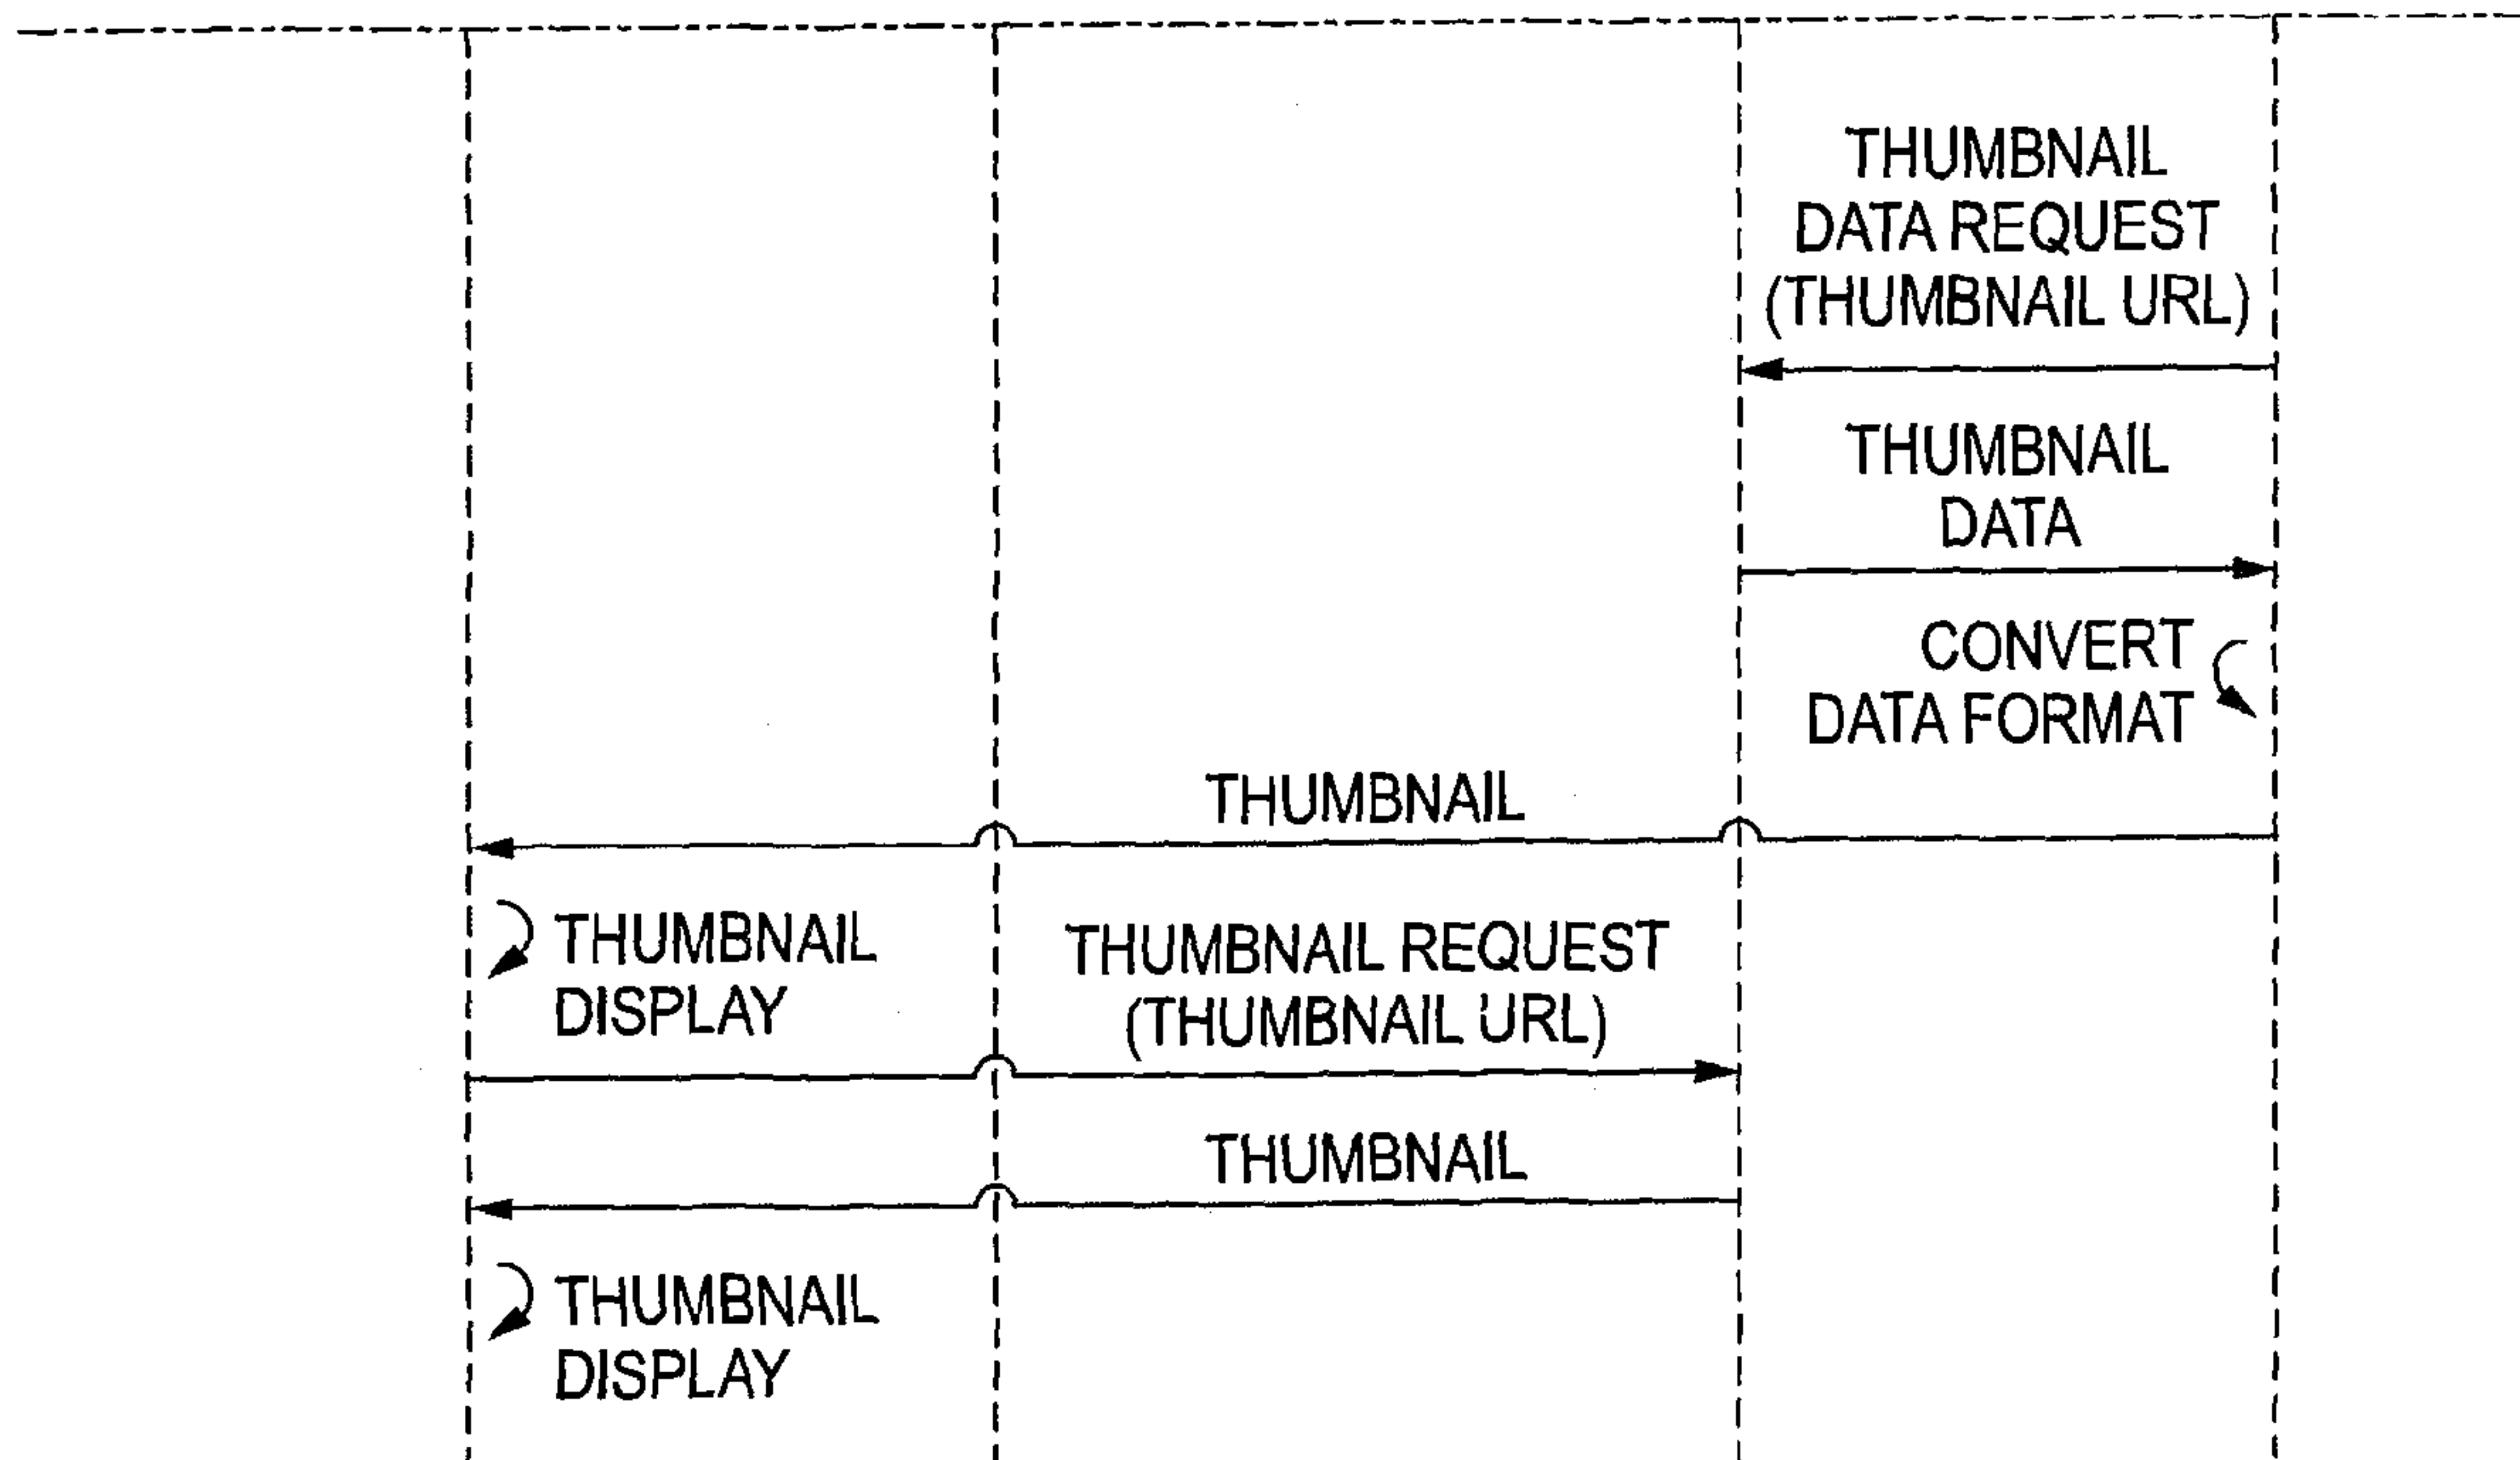 THUMBNAIL
DATA REQUEST
(THUMBNAIL URL)
THUMBNAIL
DATA
CONVERT
DATA FORMAT
THUMBNAIL
THUMBNAIL
DISPLAY
THUMBNAIL REQUEST
(THUMBNAIL URL)
THUMBNAIL
THUMBNAIL
DISPLAY